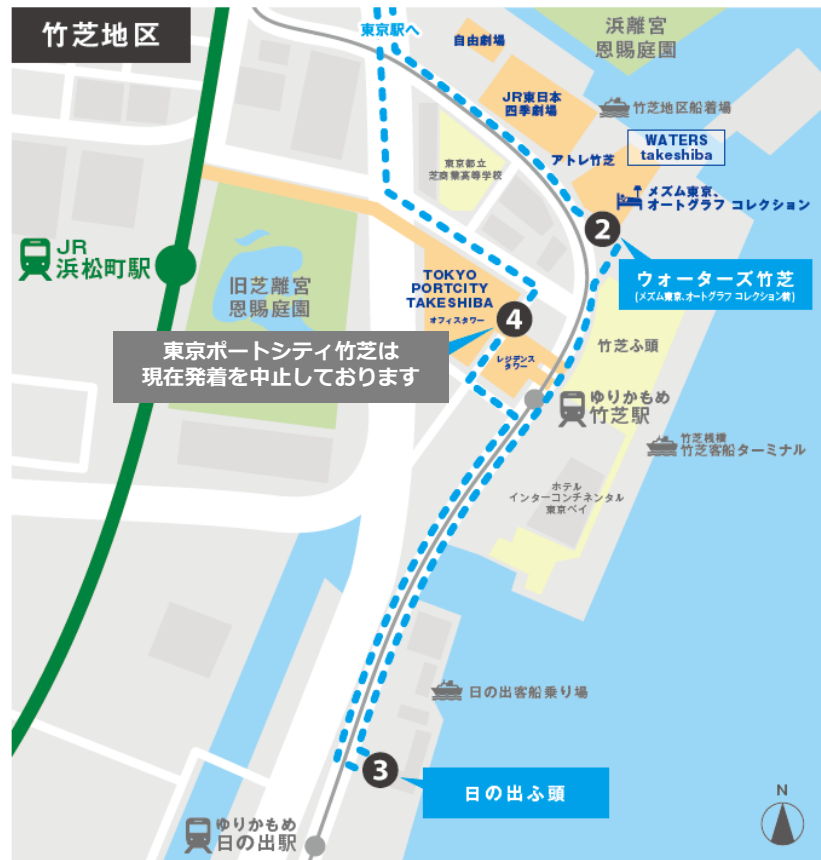 竹芝地区
東京駅へ
自由劇場
浜離宮
恩賜庭園
JR東日本
四季劇場
竹芝地区船着場
WATERS
takeshiba
アトレ竹芝
東京都立
芝商業高等学校
メズム東京、
オートグラフ コレクション
2
ウォーターズ竹芝
(メズム東京、オートグラフ コレクション前)
JR
浜松町駅
旧芝離宮
恩賜庭園
TOKYO
PORTCITY
TAKESHIBA
オフィスタワー
4
東京ポートシティ竹芝は
現在発着を中止しております
レジデンス
タワー
竹芝ふ頭
ゆりかもめ
竹芝駅
竹芝桟橋
竹芝客船ターミナル
ホテル
インターコンチネンタル
東京ベイ
日の出客船乗り場
3
日の出ふ頭
ゆりかもめ
日の出駅
N